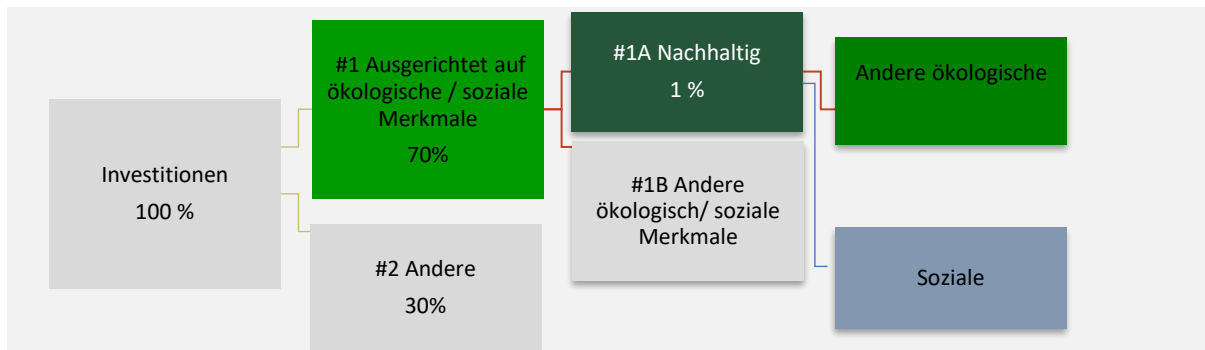 Investitionen
100 %
#1 Ausgerichtet auf
ökologische / soziale
Merkmale
70%
#2 Andere
30%
#1A Nachhaltig
1 %
#1B Andere
ökologisch/ soziale
Merkmale
Andere ökologische
Soziale